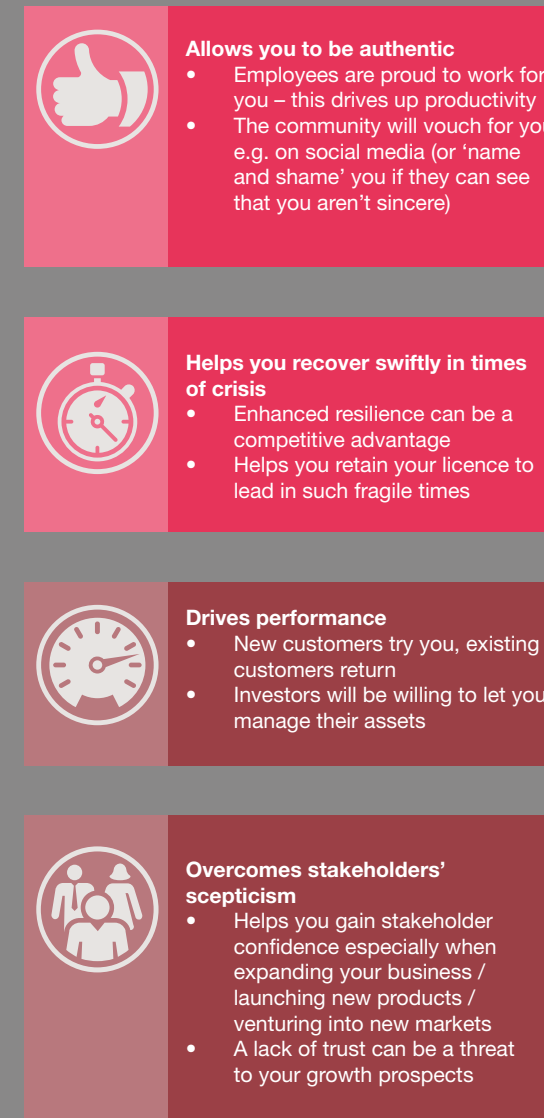 Allows you to be authentic
• Employees are proud to work for
you – this drives up productivity
• The community will vouch for you
e.g. on social media (or ‘name
and shame’ you if they can see
that you aren’t sincere)
Helps you recover swiftly in times
of crisis
• Enhanced resilience can be a
competitive advantage
• Helps you retain your licence to
lead in such fragile times
Drives performance
• New customers try you, existing
customers return
• Investors will be willing to let you
manage their assets
Overcomes stakeholders’
scepticism
• Helps you gain stakeholder
confidence especially when
expanding your business /
launching new products /
venturing into new markets
• A lack of trust can be a threat
to your growth prospects